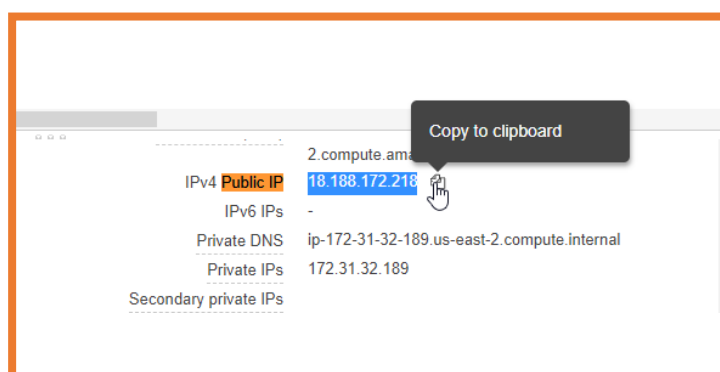 Copy to clipboard
2.compute.ama
IPv4 Public IP 18.188.172.218
IPv6 IPs -
Private DNS ip-172-31-32-189.us-east-2.compute.internal
Private IPs 172.31.32.189
Secondary private IPs